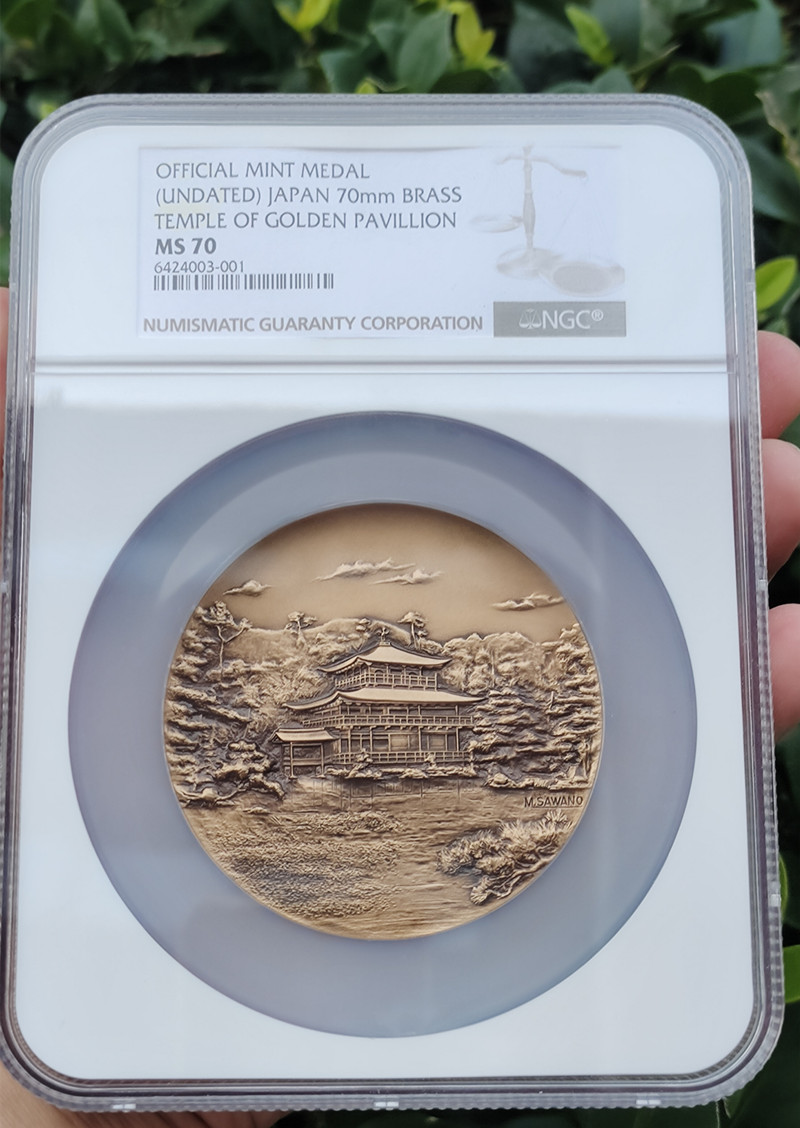 OFFICIAL MINT MEDAL
(UNDATED) JAPAN 70mm BRASS
TEMPLE OF GOLDEN PAVILLION
MS 70
6424003-001
NUMISMATIC GUARANTY CORPORATION
NGC®
M.SAWANO